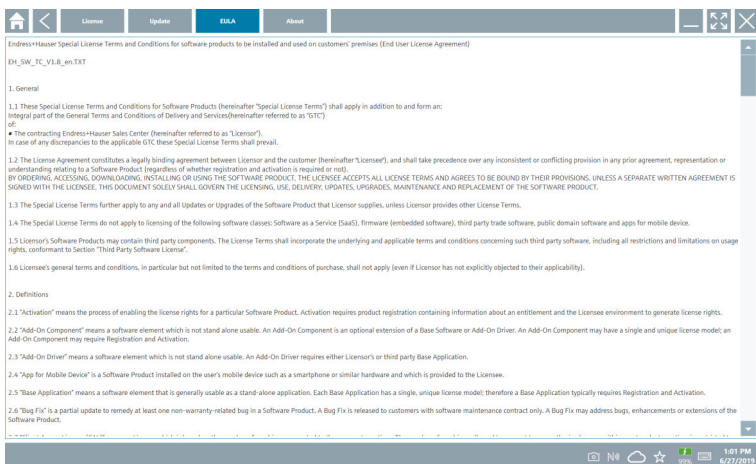 License
Update
EULA
About
Endress+Hauser Special License Terms and Conditions for software products to be installed and used on customers' premises (End User License Agreement)
EH_SW_TC_V1.8_en.TXT
1. General
1.1 These Special License Terms and Conditions for Software Products (hereinafter "Special License Terms") shall apply in addition to and form an:
Integral part of the General Terms and Conditions of Delivery and Services(hereinafter referred to as "GTC")
of:
▪ The contracting Endress+Hauser Sales Center (hereinafter referred to as "Licensor").
In case of any discrepancies to the applicable GTC these Special License Terms shall prevail.
1.2 The License Agreement constitutes a legally binding agreement between Licensor and the customer (hereinafter "Licensee"), and shall take precedence over any inconsistent or conflicting provision in any prior agreement, representation or
understanding relating to a Software Product (regardless of whether registration and activation is required or not).
BY ORDERING, ACCESSING, DOWNLOADING, INSTALLING OR USING THE SOFTWARE PRODUCT, THE LICENSEE ACCEPTS ALL LICENSE TERMS AND AGREES TO BE BOUND BY THEIR PROVISIONS, UNLESS A SEPARATE WRITTEN AGREEMENT IS
SIGNED WITH THE LICENSEE, THIS DOCUMENT SOLELY SHALL GOVERN THE LICENSING, USE, DELIVERY, UPDATES, UPGRADES, MAINTENANCE AND REPLACEMENT OF THE SOFTWARE PRODUCT.
1.3 The Special License Terms further apply to any and all Updates or Upgrades of the Software Product that Licensor supplies, unless Licensor provides other License Terms.
1.4 The Special License Terms do not apply to licensing of the following software classes: Software as a Service (SaaS), firmware (embedded software), third party trade software, public domain software and apps for mobile device.
1.5 Licensor's Software Products may contain third party components. The License Terms shall incorporate the underlying and applicable terms and conditions concerning such third party software, including all restrictions and limitations on usage
rights, conformant to Section "Third Party Software License".
1.6 Licensee's general terms and conditions, in particular but not limited to the terms and conditions of purchase, shall not apply (even if Licensor has not explicitly objected to their applicability).
2. Definitions
2.1 "Activation" means the process of enabling the license rights for a particular Software Product. Activation requires product registration containing information about an entitlement and the Licensee environment to generate license rights.
2.2 "Add-On Component" means a software element which is not stand alone usable. An Add-On Component is an optional extension of a Base Software or Add-On Driver. An Add-On Component may have a single and unique license model; an
Add-On Component may require Registration and Activation.
2.3 "Add-On Driver" means a software element which is not stand alone usable. An Add-On Driver requires either Licensor's or third party Base Application.
2.4 "App for Mobile Device" is a Software Product installed on the user's mobile device such as a smartphone or similar hardware and which is provided to the Licensee.
2.5 "Base Application" means a software element that is generally usable as a stand-alone application. Each Base Application has a single, unique license model; therefore a Base Application typically requires Registration and Activation.
2.6 "Bug Fix" is a partial update to remedy at least one non-warranty-related bug in a Software Product. A Bug Fix is released to customers with software maintenance contract only. A Bug Fix may address bugs, enhancements or extensions of the
Software Product.
99%
1:01 PM
6/27/2019